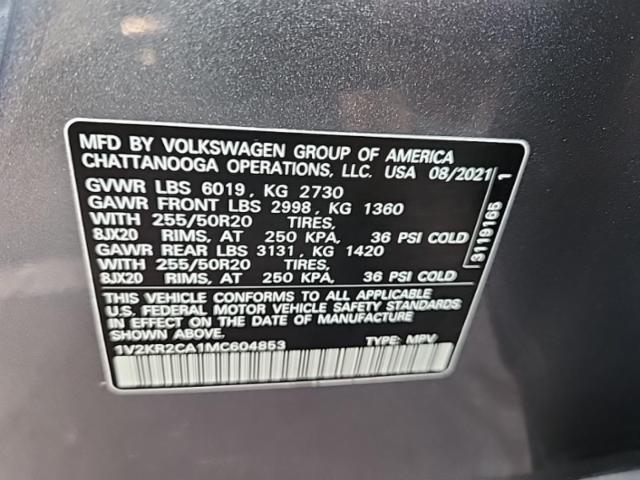 MFD BY VOLKSWAGEN GROUP OF AMERICA
CHATTANOOGA OPERATIONS, LLC. USA 08/2021
GVWR LBS 6019, KG 2730
GAWR FRONT LBS 2998, KG 1360
WITH 255/50R20 TIRES,
8JX20 RIMS, AT 250 KPA, 36 PSI COLD
GAWR REAR LBS 3131, KG 1420
WITH 255/50R20 TIRES,
8JX20 RIMS, AT 250 KPA, 36 PSI COLD
THIS VEHICLE CONFORMS TO ALL APPLICABLE
U.S. FEDERAL MOTOR VEHICLE SAFETY STANDARDS
IN EFFECT ON THE DATE OF MANUFACTURE
SHOWN ABOVE.
1V2KR2CA1MC604853 TYPE: MPV
3119165 1